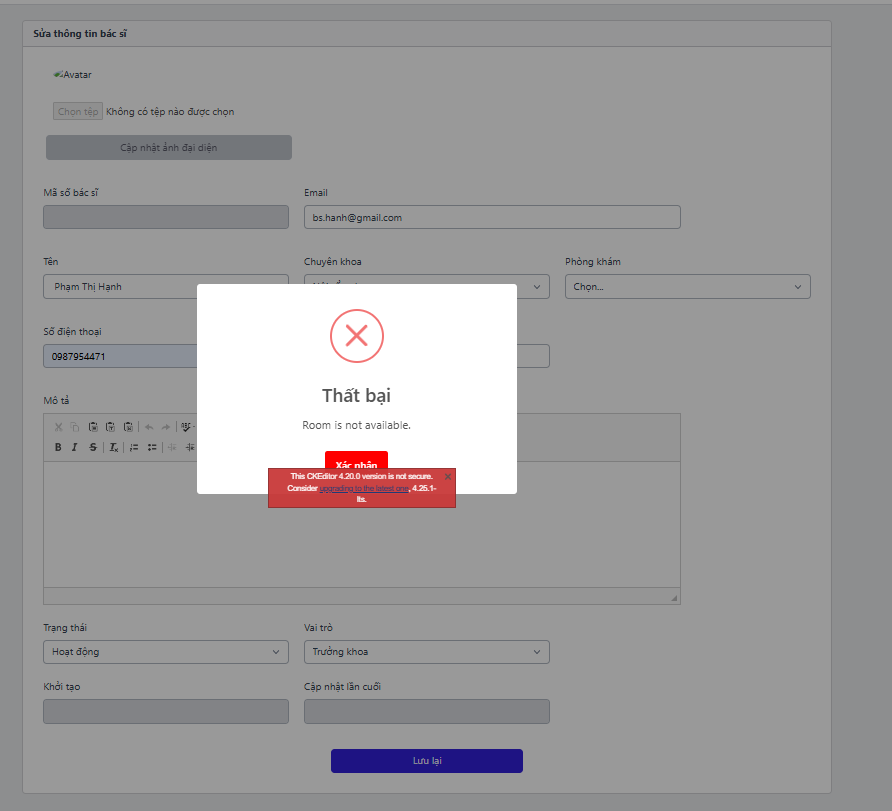 Sửa thông tin bác sĩ
Avatar
Chọn tệp Không có tệp nào được chọn
Cập nhật ảnh đại diện
Mã số bác sĩ
Email
bs.hanh@gmail.com
Tên
Chuyên khoa
Phòng khám
Phạm Thị Hạnh
Chọn...
Số điện thoại
0987954471
Thất bại
Room is not available.
Xác nhận
Mô tả
This CKEditor 4.20.0 version is not secure.
Consider upgrading to the latest one, 4.25.1-
lts.
Trạng thái
Vai trò
Hoạt động
Trưởng khoa
Khởi tạo
Cập nhật lần cuối
Lưu lại